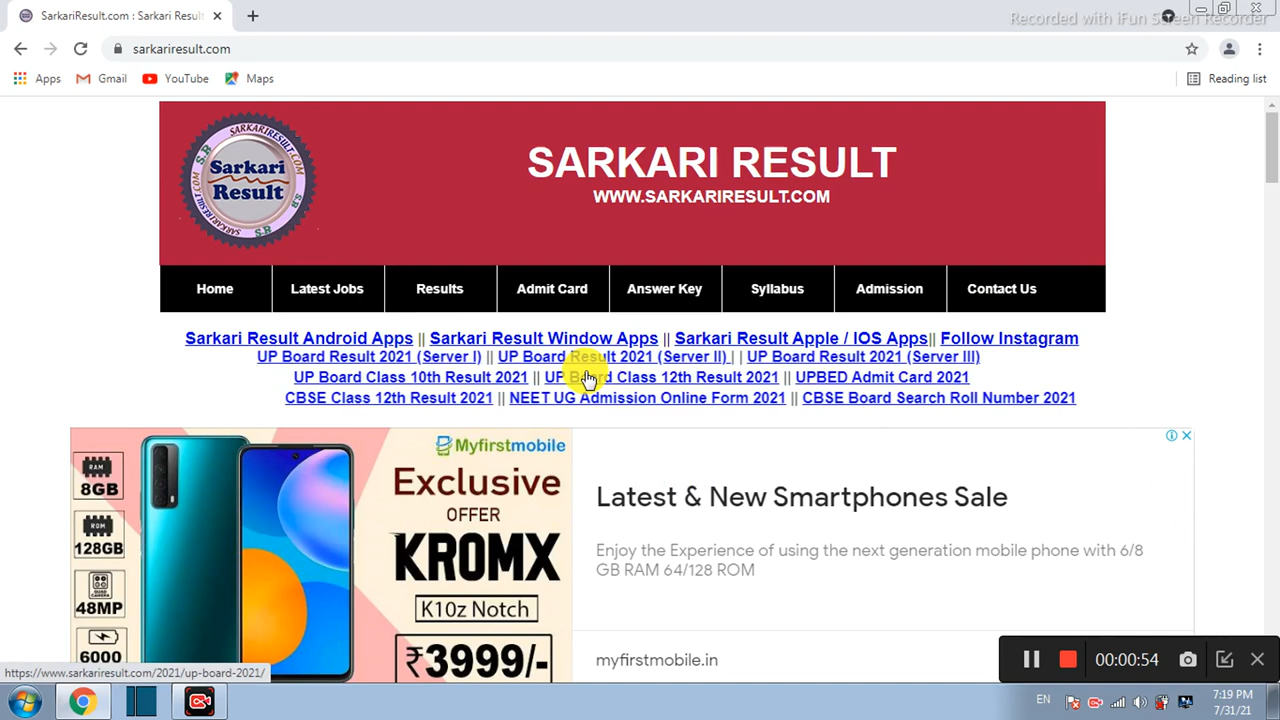 SarkariResult.com : Sarkari Resul
Recorded with iFun Screen Recorder
sarkariresult.com
Apps Gmail YouTube Maps Reading list
SARKARIRESULT.COM
Sarkari
Result
S.R
SARKARI RESULT
WWW.SARKARIRESULT.COM
Home Latest Jobs Results Admit Card Answer Key Syllabus Admission Contact Us
Sarkari Result Android Apps || Sarkari Result Window Apps || Sarkari Result Apple / IOS Apps|| Follow Instagram
UP Board Result 2021 (Server I) || UP Board Result 2021 (Server II) | | UP Board Result 2021 (Server III)
UP Board Class 10th Result 2021 || UP Board Class 12th Result 2021 || UPBED Admit Card 2021
CBSE Class 12th Result 2021 || NEET UG Admission Online Form 2021 || CBSE Board Search Roll Number 2021
Myfirstmobile
RAM
8GB
ROM
128GB
48MP
6000
Exclusive
OFFER
KROMX
K10z Notch
₹3999/-
Latest & New Smartphones Sale
Enjoy the Experience of using the next generation mobile phone with 6/8
GB RAM 64/128 ROM
myfirstmobile.in
00:00:54
https://www.sarkariresult.com/2021/up-board-2021/
EN
7:19 PM
7/31/21